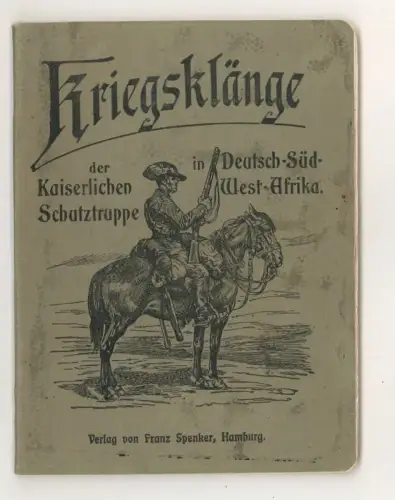 Kriegsklänge
der Kaiserlichen Schutztruppe
in Deutsch-Süd-West-Afrika.
Verlag von Franz Spenker, Hamburg.